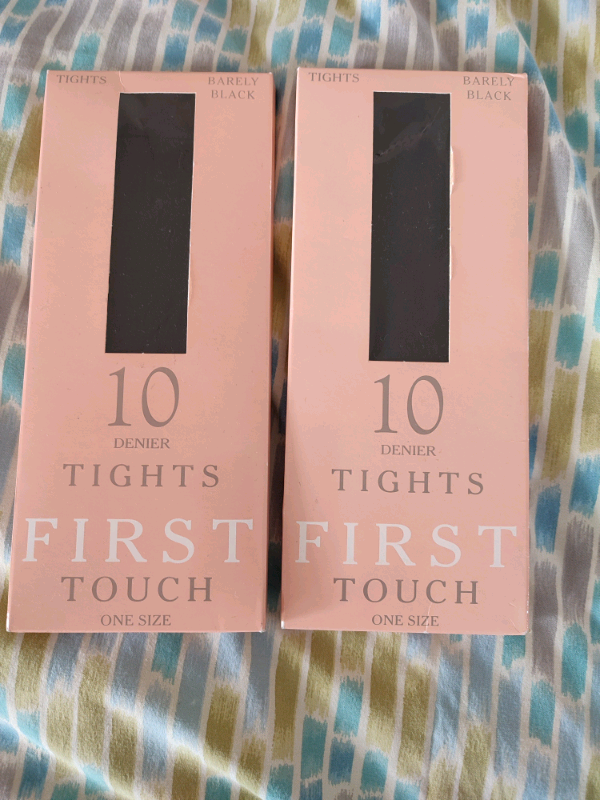 TIGHTS
BARELY
BLACK
10
DENIER
TIGHTS
FIRST
TOUCH
ONE SIZE
TIGHTS
BARELY
BLACK
10
DENIER
TIGHTS
FIRST
TOUCH
ONE SIZE